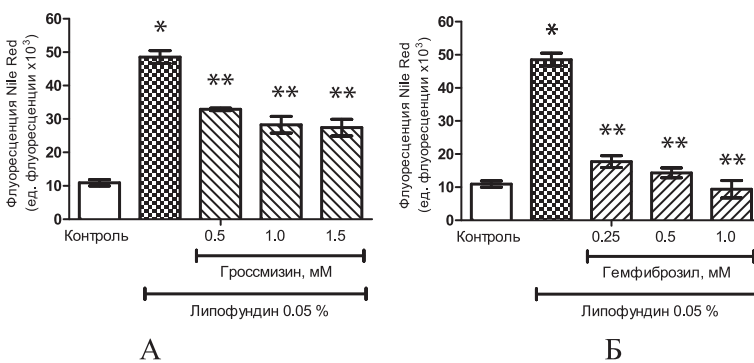 Флуоресценция Nile Red
(ед. флуоресценции x10³)
60
50
40
30
20
10
0
*
**
**
**
Контроль
0.5
1.0
1.5
Гроссмизин, мМ
Липофундин 0.05 %
А
Флуоресценция Nile Red
(ед. флуоресценции x10³)
60
50
40
30
20
10
0
*
**
**
**
Контроль
0.25
0.5
1.0
Гемфиброзил, мМ
Липофундин 0.05 %
Б